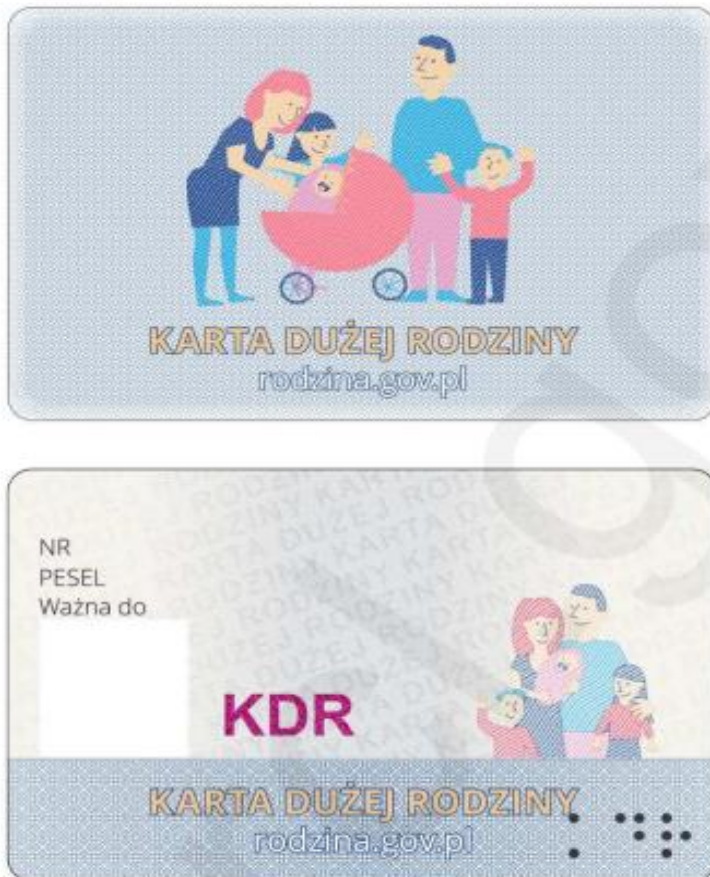 KARTA DUŻEJ RODZINY
rodzina.gov.pl
NR
PESEL
Ważna do
KDR
KARTA DUŻEJ RODZINY
rodzina.gov.pl